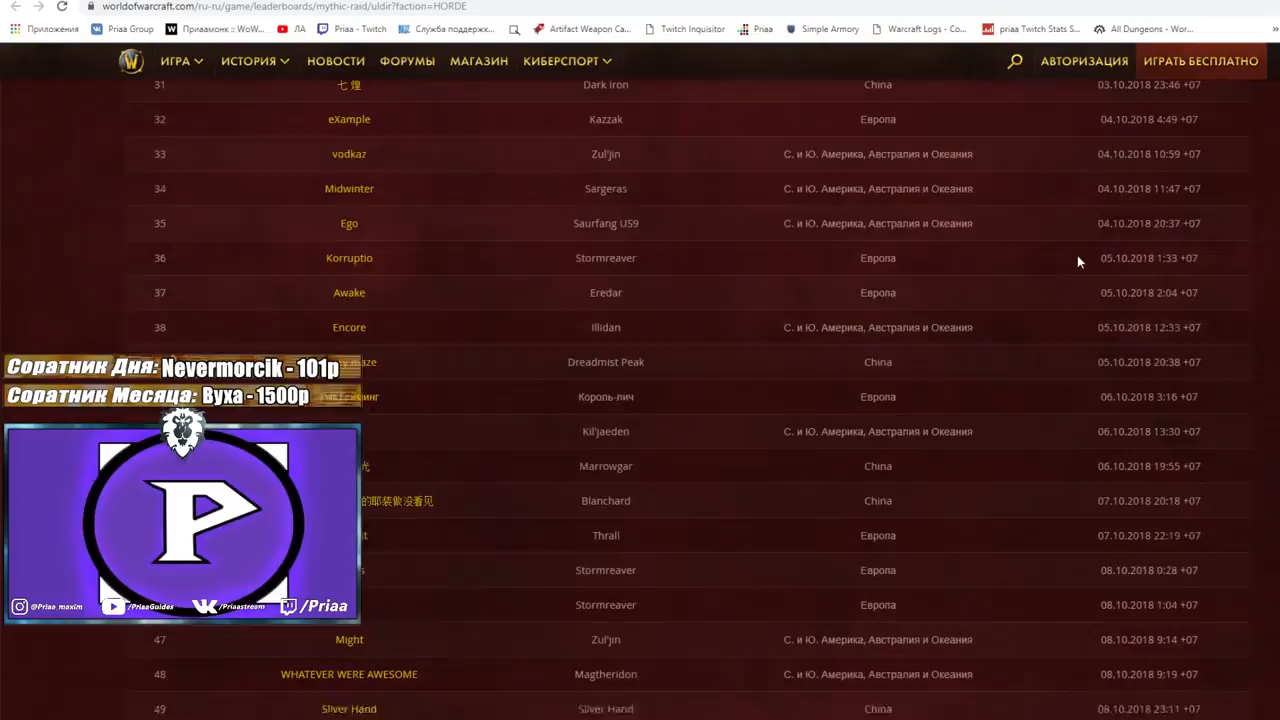 worldofwarcraft.com/ru-ru/game/leaderboards/mythic-raid/uldir?faction=HORDE
Приложения Priaa Group Приаамонк :: WoW... ЛА Priaa - Twitch Служба поддержк... Artifact Weapon Ca... Twitch Inquisitor Priaa Simple Armory Warcraft Logs - Co... priaa Twitch Stats S... All Dungeons - Wor... »
ИГРА ИСТОРИЯ НОВОСТИ ФОРУМЫ МАГАЗИН КИБЕРСПОРТ АВТОРИЗАЦИЯ ИГРАТЬ БЕСПЛАТНО
31 七 煌 Dark Iron China 03.10.2018 23:46 +07
32 eXample Kazzak Европа 04.10.2018 4:49 +07
33 vodkaz Zul'jin С. и Ю. Америка, Австралия и Океания 04.10.2018 10:59 +07
34 Midwinter Sargeras С. и Ю. Америка, Австралия и Океания 04.10.2018 11:47 +07
35 Ego Saurfang US9 С. и Ю. Америка, Австралия и Океания 04.10.2018 20:37 +07
36 Korruptio Stormreaver Европа 05.10.2018 1:33 +07
37 Awake Eredar Европа 05.10.2018 2:04 +07
38 Encore Illidan С. и Ю. Америка, Австралия и Океания 05.10.2018 12:33 +07
Dreadmist Peak China 05.10.2018 20:38 +07
Король-лич Европа 06.10.2018 3:16 +07
Kil'jaeden С. и Ю. Америка, Австралия и Океания 06.10.2018 13:30 +07
光 Marrowgar China 06.10.2018 19:55 +07
的耶装做没看见 Blanchard China 07.10.2018 20:18 +07
Thrall Европа 07.10.2018 22:19 +07
Stormreaver Европа 08.10.2018 0:28 +07
Stormreaver Европа 08.10.2018 1:04 +07
47 Might Zul'jin С. и Ю. Америка, Австралия и Океания 08.10.2018 9:14 +07
48 WHATEVER WERE AWESOME Magtheridon С. и Ю. Америка, Австралия и Океания 08.10.2018 9:19 +07
49 Silver Hand Silver Hand China 08.10.2018 23:11 +07
Соратник Дня: Nevermorcik - 101р
Соратник Месяца: Вуха - 1500р
P
@Priaa_maxim /PriaaGuides /Priaastream /Priaa